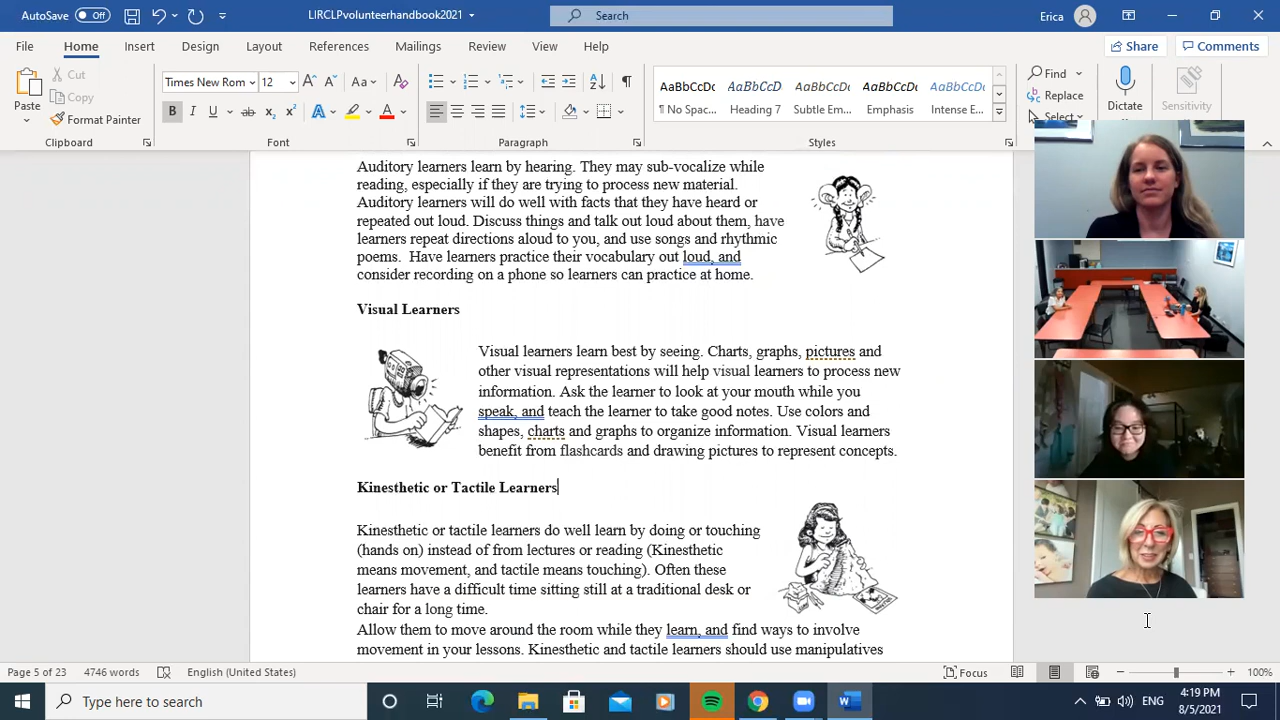 AutoSave Off LIRCLPvolunteerhandbook2021 Search Erica
File Home Insert Design Layout References Mailings Review View Help Share Comments
Paste Cut Copy Format Painter
Times New Rom 12 Aa
AaBbCcDc AaBbCcD AaBbCcDc AaBbCcDc AaBbCcDc
¶ No Spac... Heading 7 Subtle Em... Emphasis Intense E...
Find Replace Select Dictate Sensitivity
Clipboard Font Paragraph Styles
Auditory learners learn by hearing. They may sub-vocalize while
reading, especially if they are trying to process new material.
Auditory learners will do well with facts that they have heard or
repeated out loud. Discuss things and talk out loud about them, have
learners repeat directions aloud to you, and use songs and rhythmic
poems. Have learners practice their vocabulary out loud, and
consider recording on a phone so learners can practice at home.
Visual Learners
Visual learners learn best by seeing. Charts, graphs, pictures and
other visual representations will help visual learners to process new
information. Ask the learner to look at your mouth while you
speak, and teach the learner to take good notes. Use colors and
shapes, charts and graphs to organize information. Visual learners
benefit from flashcards and drawing pictures to represent concepts.
Kinesthetic or Tactile Learners
Kinesthetic or tactile learners do well learn by doing or touching
(hands on) instead of from lectures or reading (Kinesthetic
means movement, and tactile means touching). Often these
learners have a difficult time sitting still at a traditional desk or
chair for a long time.
Allow them to move around the room while they learn, and find ways to involve
movement in your lessons. Kinesthetic and tactile learners should use manipulatives
Page 5 of 23 4746 words English (United States) Focus 100%
Type here to search ENG 4:19 PM
8/5/2021